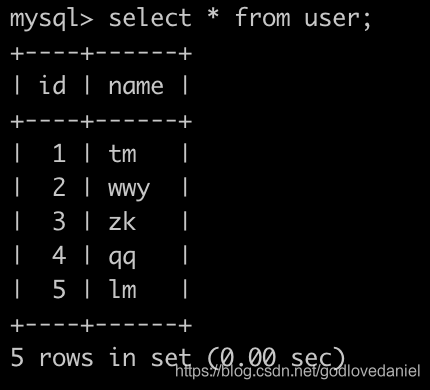 mysql> select * from user;
+----+------+
| id | name |
+----+------+
|  1 | tm   |
|  2 | wwy  |
|  3 | zk   |
|  4 | qq   |
|  5 | lm   |
+----+------+
5 rows in set (0.00 sec)
https://blog.csdn.net/godlovedaniel